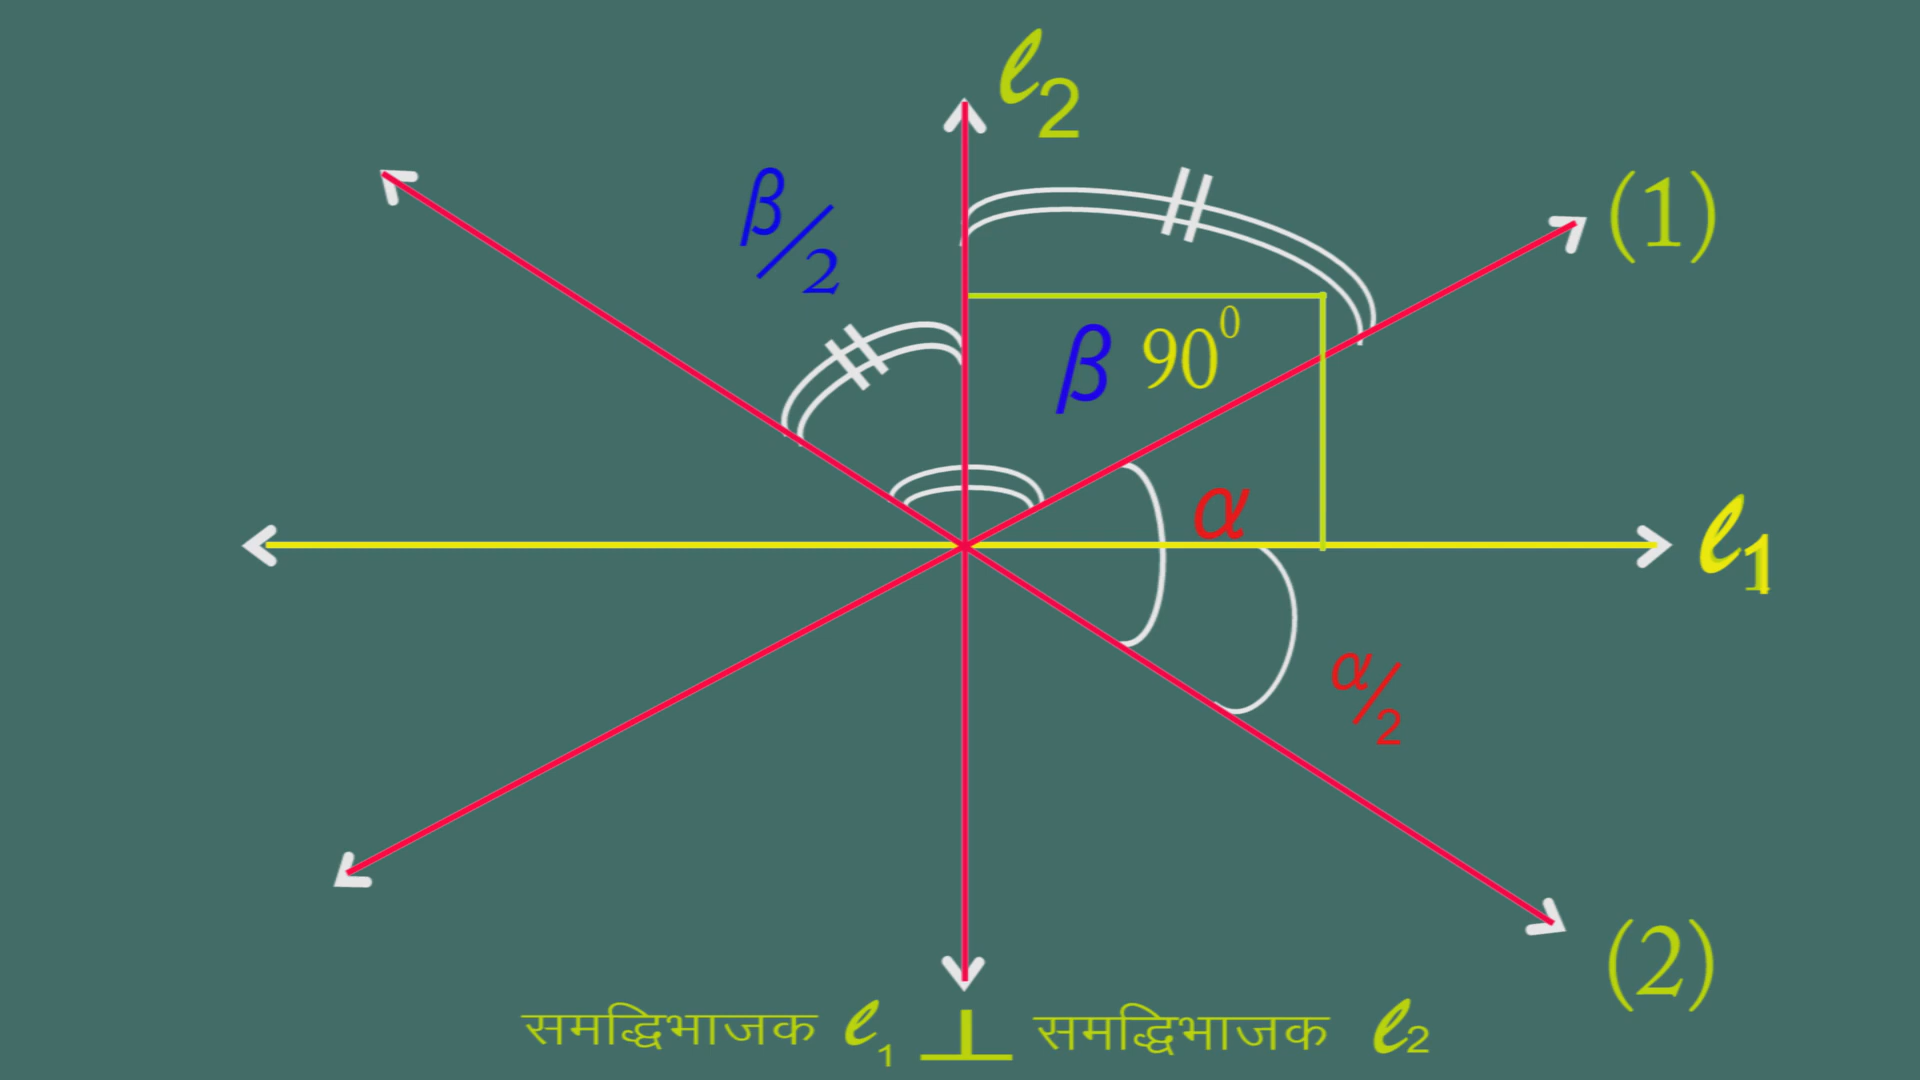 ℓ2
β/2
(1)
β 90⁰
α
ℓ1
α/2
(2)
समद्विभाजक ℓ1 ⊥ समद्विभाजक ℓ2